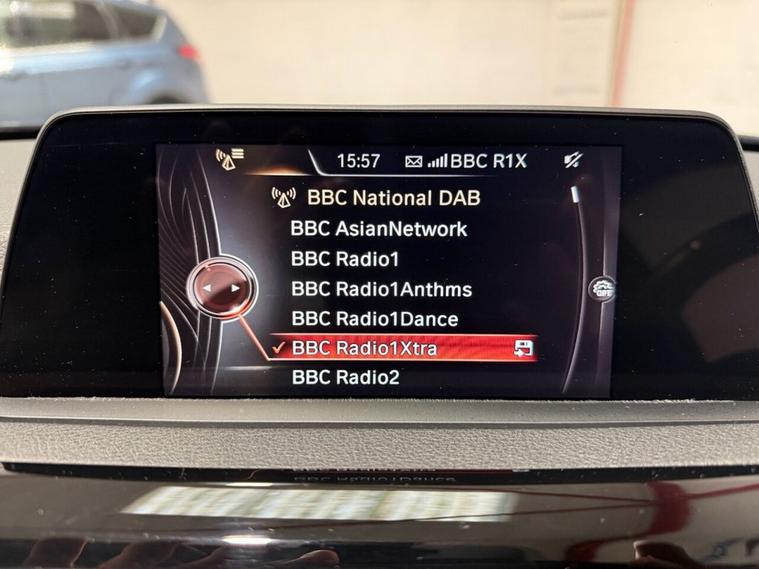 15:57 BBC R1X
BBC National DAB
BBC AsianNetwork
BBC Radio1
BBC Radio1Anthms
BBC Radio1Dance
BBC Radio1Xtra
BBC Radio2